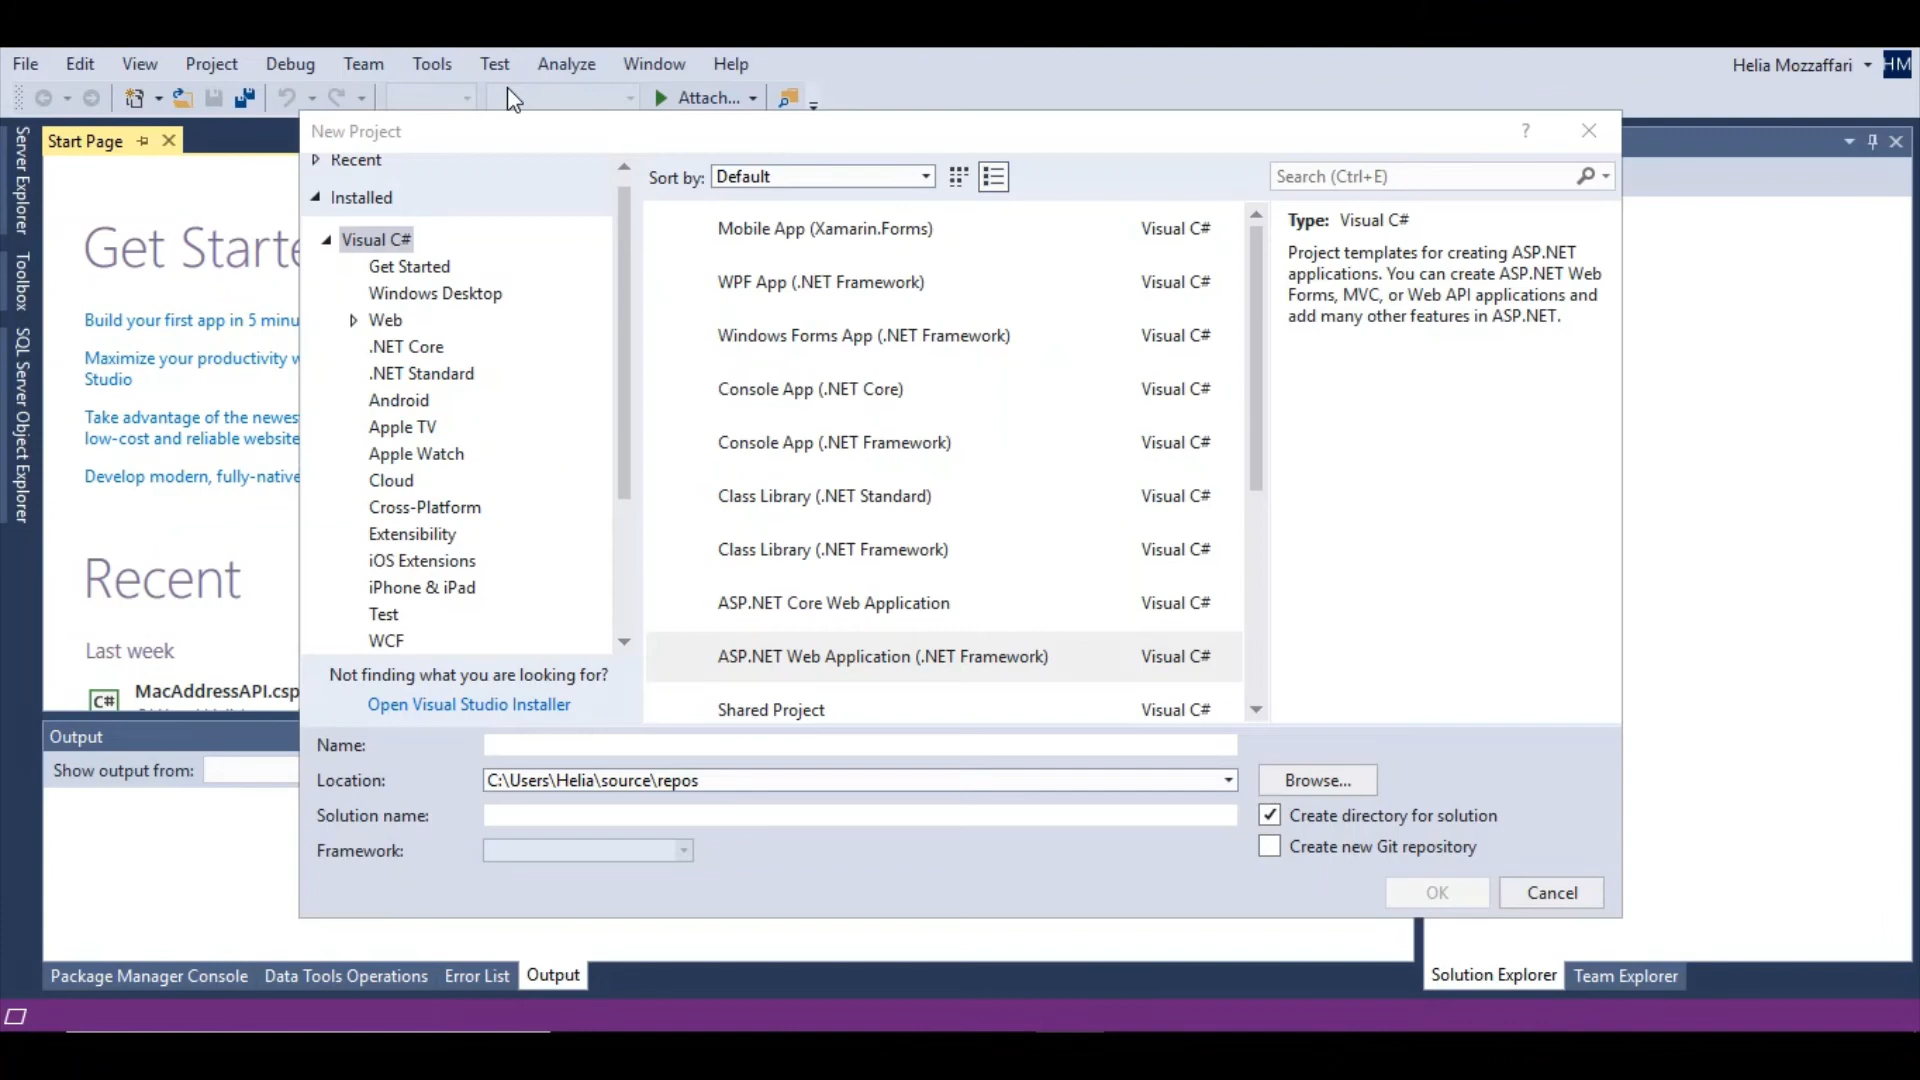 File Edit View Project Debug Team Tools Test Analyze Window Help
Helia Mozzaffari HM
Attach...
Server Explorer
Toolbox
SQL Server Object Explorer
Start Page
Get Starte
Build your first app in 5 minu
Maximize your productivity w
Studio
Take advantage of the newes
low-cost and reliable website
Develop modern, fully-native
Recent
Last week
C# MacAddressAPI.csp
New Project
Recent
Installed
Visual C#
Get Started
Windows Desktop
Web
.NET Core
.NET Standard
Android
Apple TV
Apple Watch
Cloud
Cross-Platform
Extensibility
iOS Extensions
iPhone & iPad
Test
WCF
Not finding what you are looking for?
Open Visual Studio Installer
Sort by: Default
Search (Ctrl+E)
Mobile App (Xamarin.Forms) Visual C#
WPF App (.NET Framework) Visual C#
Windows Forms App (.NET Framework) Visual C#
Console App (.NET Core) Visual C#
Console App (.NET Framework) Visual C#
Class Library (.NET Standard) Visual C#
Class Library (.NET Framework) Visual C#
ASP.NET Core Web Application Visual C#
ASP.NET Web Application (.NET Framework) Visual C#
Shared Project Visual C#
Type: Visual C#
Project templates for creating ASP.NET
applications. You can create ASP.NET Web
Forms, MVC, or Web API applications and
add many other features in ASP.NET.
Name:
Location: C:\Users\Helia\source\repos Browse...
Solution name: Create directory for solution
Framework: Create new Git repository
OK Cancel
Output
Show output from:
Package Manager Console Data Tools Operations Error List Output
Solution Explorer Team Explorer